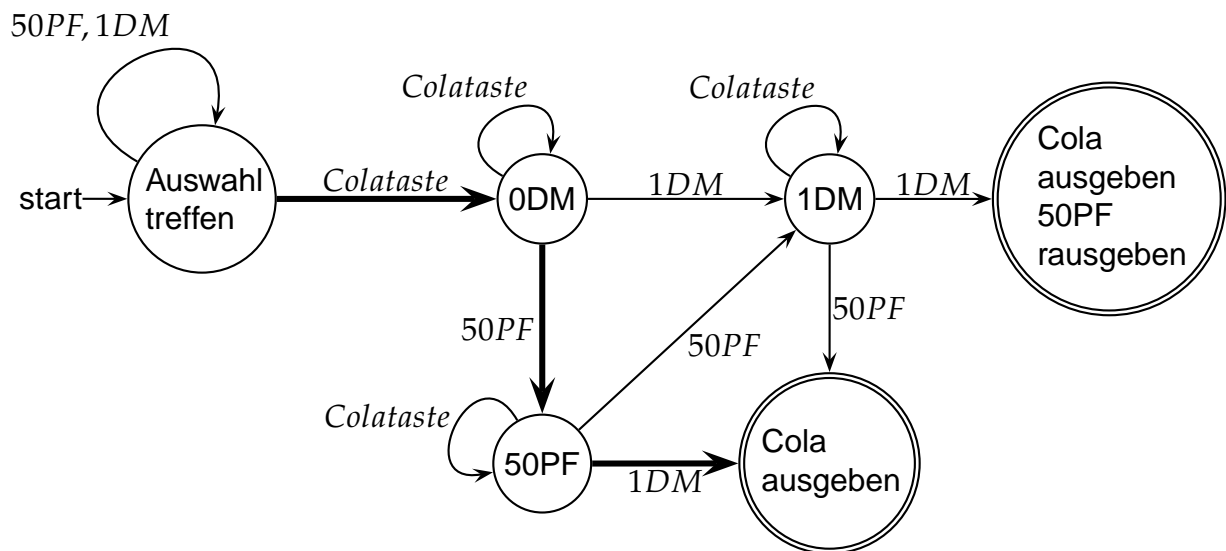 50PF, 1DM
Colataste
Colataste
start
Auswahl
treffen
Colataste
0DM
1DM
1DM
1DM
Cola
ausgeben
50PF
rausgeben
50PF
50PF
50PF
Colataste
50PF
1DM
Cola
ausgeben